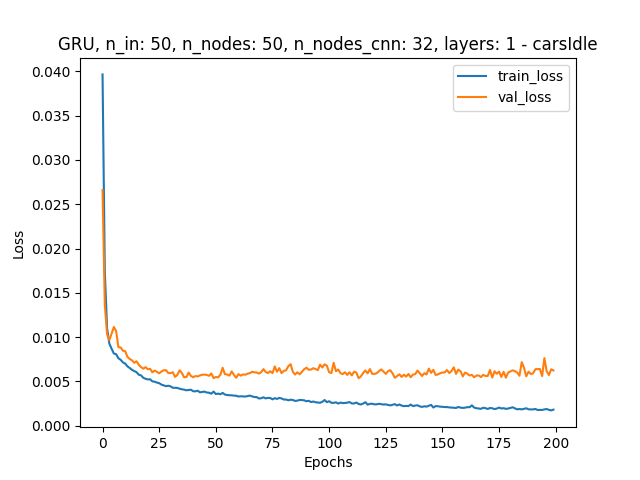 GRU, n_in: 50, n_nodes: 50, n_nodes_cnn: 32, layers: 1 - carsIdle
train_loss
val_loss
0.040
0.035
0.030
0.025
0.020
0.015
0.010
0.005
0.000
Loss
0 25 50 75 100 125 150 175 200
Epochs